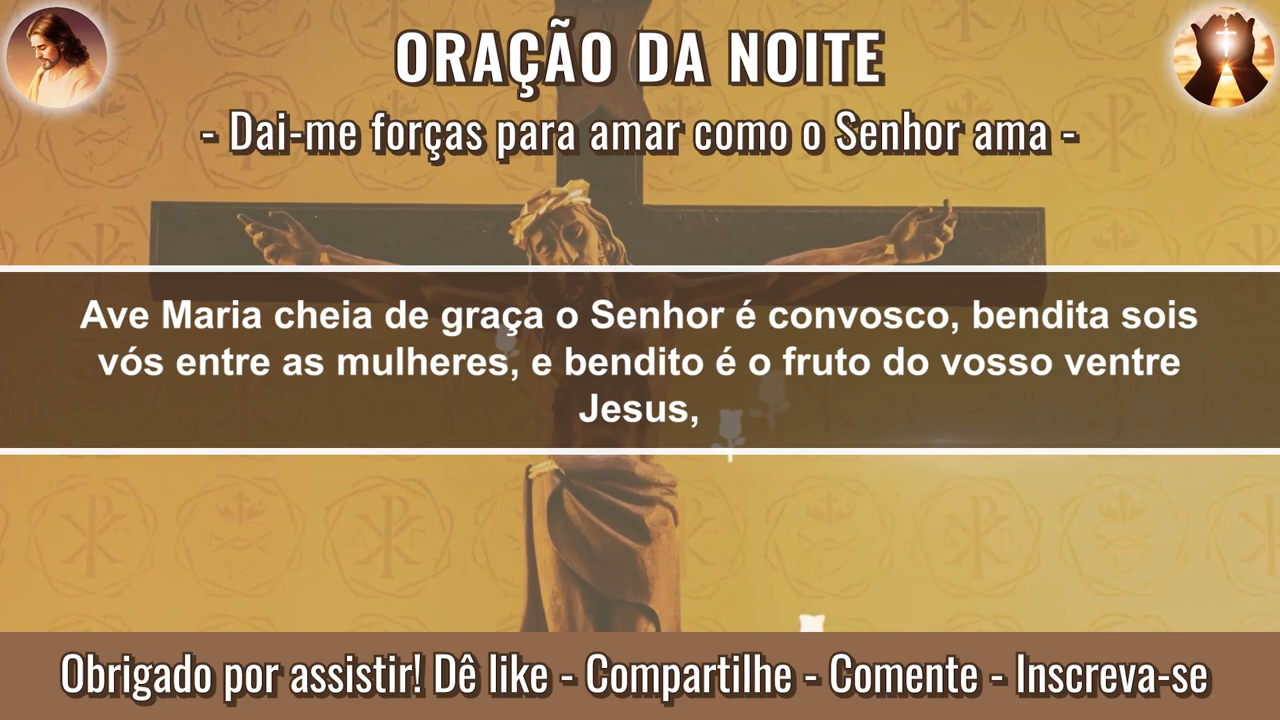 ORAÇÃO DA NOITE
- Dai-me forças para amar como o Senhor ama -
Ave Maria cheia de graça o Senhor é convosco, bendita sois
vós entre as mulheres, e bendito é o fruto do vosso ventre
Jesus,
Obrigado por assistir! Dê like - Compartilhe - Comente - Inscreva-se